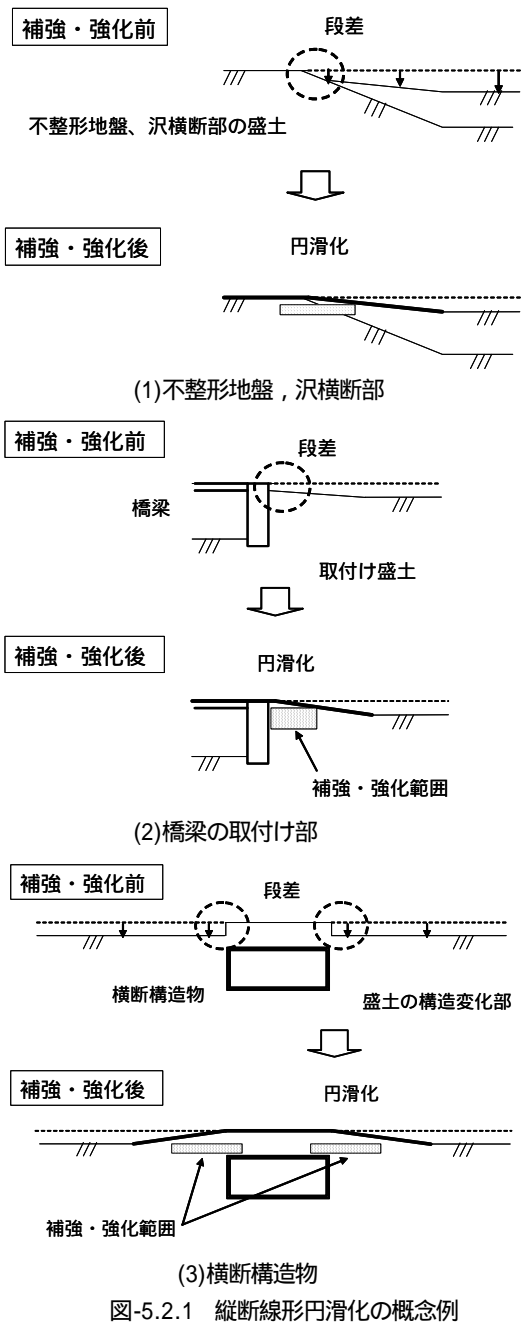 補強・強化前
段差
不整形地盤、沢横断部の盛土
補強・強化後
円滑化
(1)不整形地盤，沢横断部
補強・強化前
段差
橋梁
取付け盛土
補強・強化後
円滑化
補強・強化範囲
(2)橋梁の取付け部
補強・強化前
段差
横断構造物
盛土の構造変化部
補強・強化後
円滑化
補強・強化範囲
(3)横断構造物
図-5.2.1 縦断線形円滑化の概念例